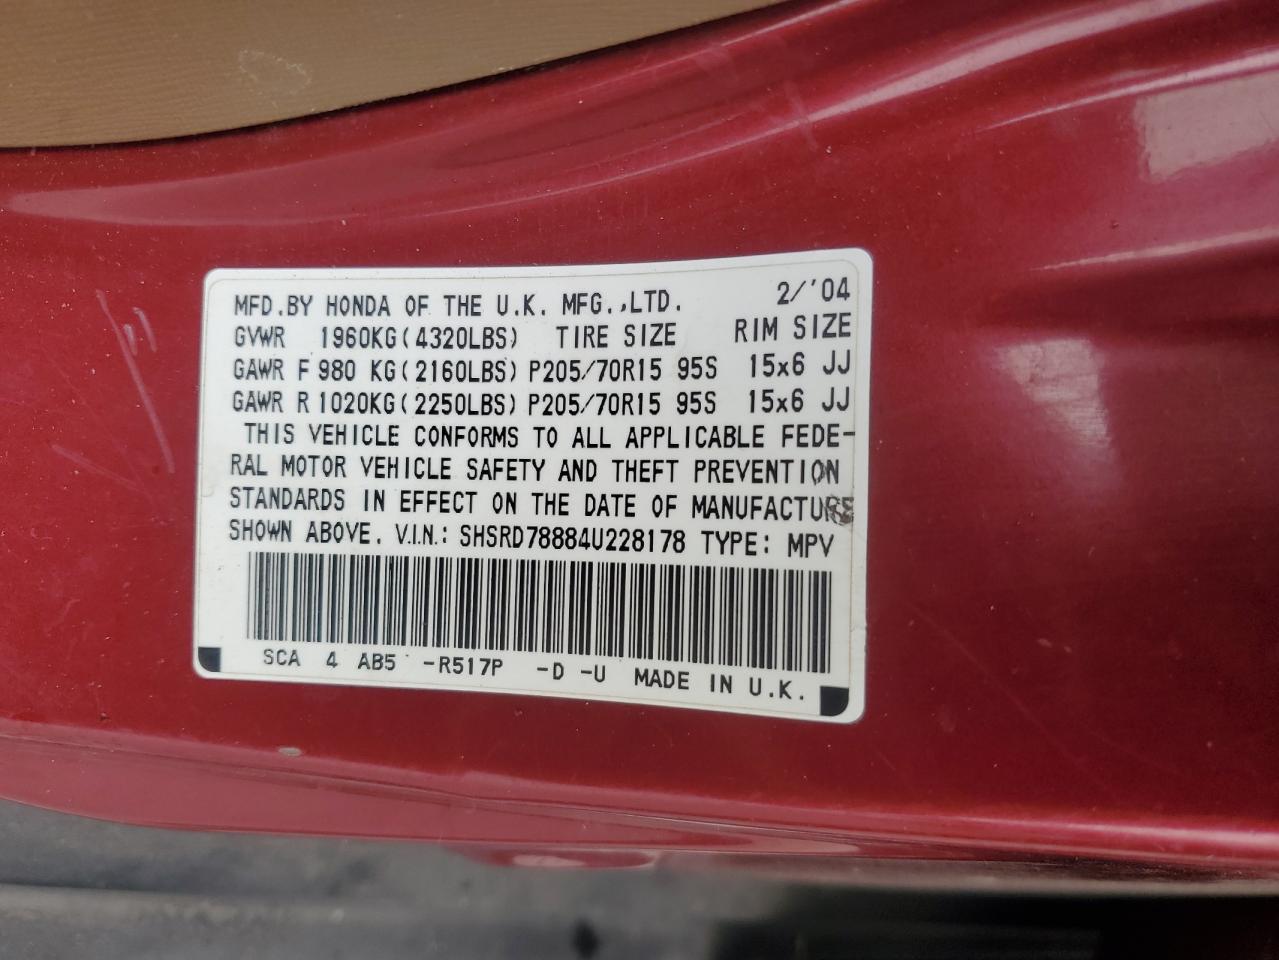 MFD.BY HONDA OF THE U.K. MFG.,LTD. 2/'04
GVWR 1960KG(4320LBS) TIRE SIZE RIM SIZE
GAWR F 980 KG(2160LBS) P205/70R15 95S 15x6 JJ
GAWR R 1020KG(2250LBS) P205/70R15 95S 15x6 JJ
THIS VEHICLE CONFORMS TO ALL APPLICABLE FEDE-
RAL MOTOR VEHICLE SAFETY AND THEFT PREVENTION
STANDARDS IN EFFECT ON THE DATE OF MANUFACTURE
SHOWN ABOVE. V.I.N.: SHSRD78884U228178 TYPE: MPV
SCA 4 AB5 -R517P -D -U MADE IN U.K.